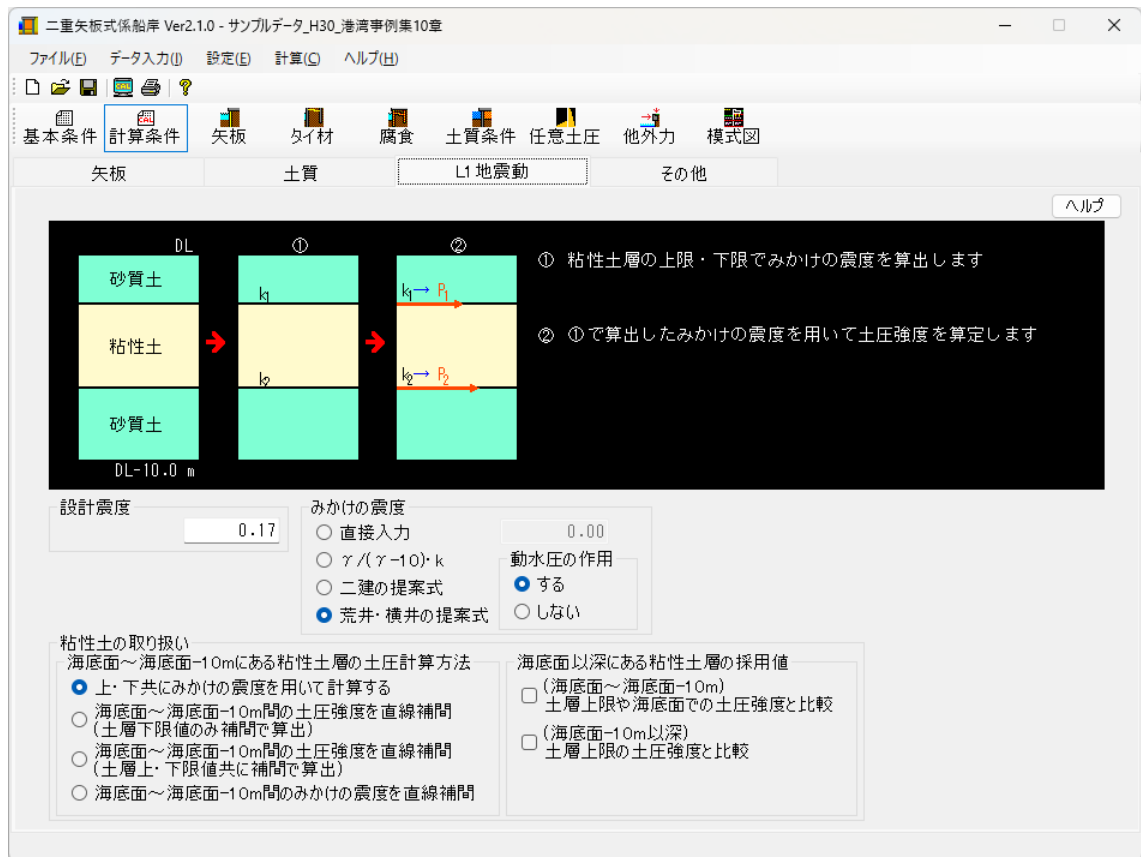 二重矢板式係船岸 Ver2.1.0 - サンプルデータ_H30_港湾事例集10章
ファイル(F) データ入力(I) 設定(E) 計算(C) ヘルプ(H)
基本条件 計算条件 矢板 タイ材 腐食 土質条件 任意土圧 他外力 模式図
矢板 土質 L1地震動 その他
ヘルプ
DL ① ②
① 粘性土層の上限・下限でみかけの震度を算出します
砂質土
k1
k1→ P1
② ①で算出したみかけの震度を用いて土圧強度を算定します
粘性土
k2
k2→ P2
砂質土
DL-10.0 m
設計震度
0.17
みかけの震度
直接入力 0.00
γ/(γ-10)・k
二建の提案式
荒井・横井の提案式
動水圧の作用
する
しない
粘性土の取り扱い
海底面～海底面-10mにある粘性土層の土圧計算方法
上・下共にみかけの震度を用いて計算する
海底面～海底面-10m間の土圧強度を直線補間
(土層下限値のみ補間で算出)
海底面～海底面-10m間の土圧強度を直線補間
(土層上・下限値共に補間で算出)
海底面～海底面-10m間のみかけの震度を直線補間
海底面以深にある粘性土層の採用値
(海底面～海底面-10m)
土層上限や海底面での土圧強度と比較
(海底面-10m以深)
土層上限の土圧強度と比較